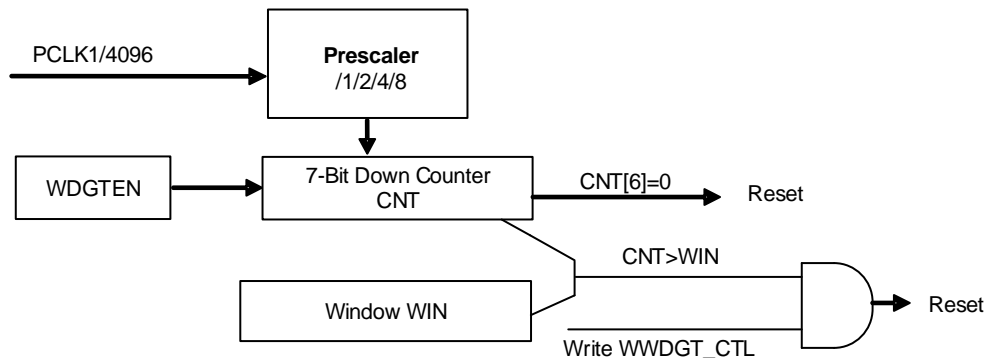 PCLK1/4096
Prescaler
/1/2/4/8
WDGTEN
7-Bit Down Counter
CNT
CNT[6]=0
Reset
CNT>WIN
Window WIN
Reset
Write WWDGT_CTL